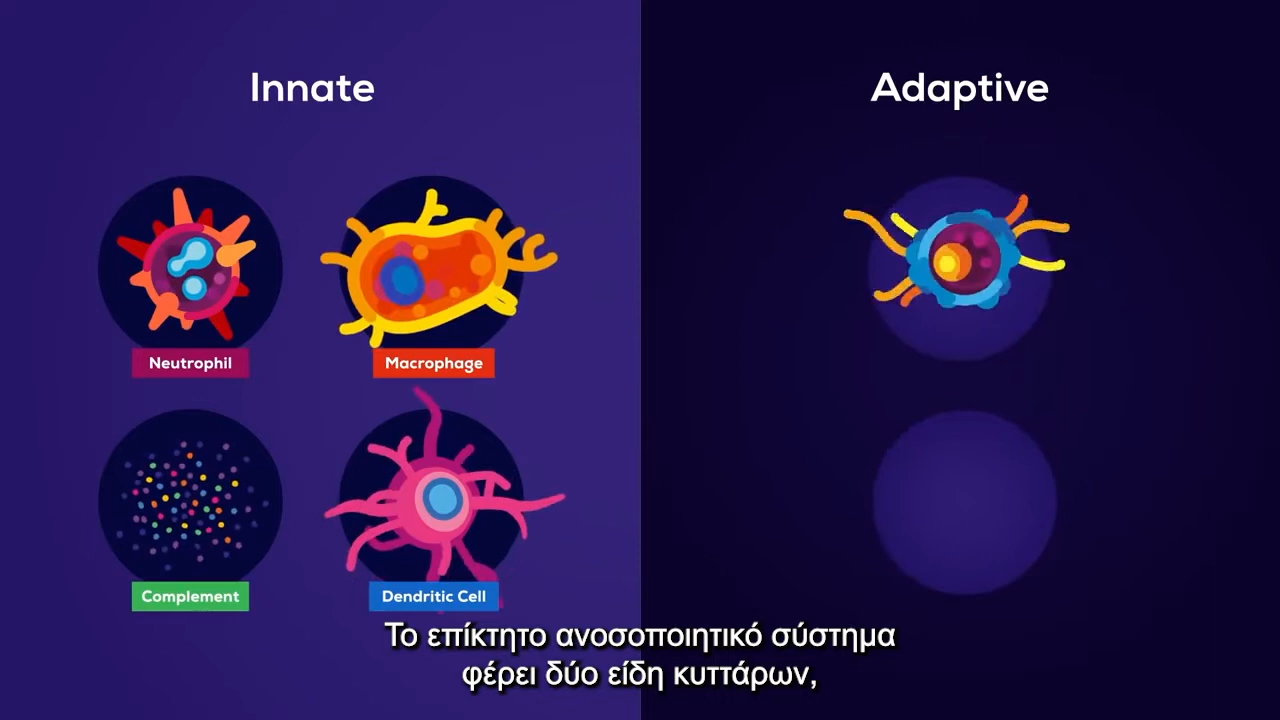 Innate
Adaptive
Neutrophil
Macrophage
Complement
Dendritic Cell
Το επίκτητο ανοσοποιητικό σύστημα
φέρει δύο είδη κυττάρων,